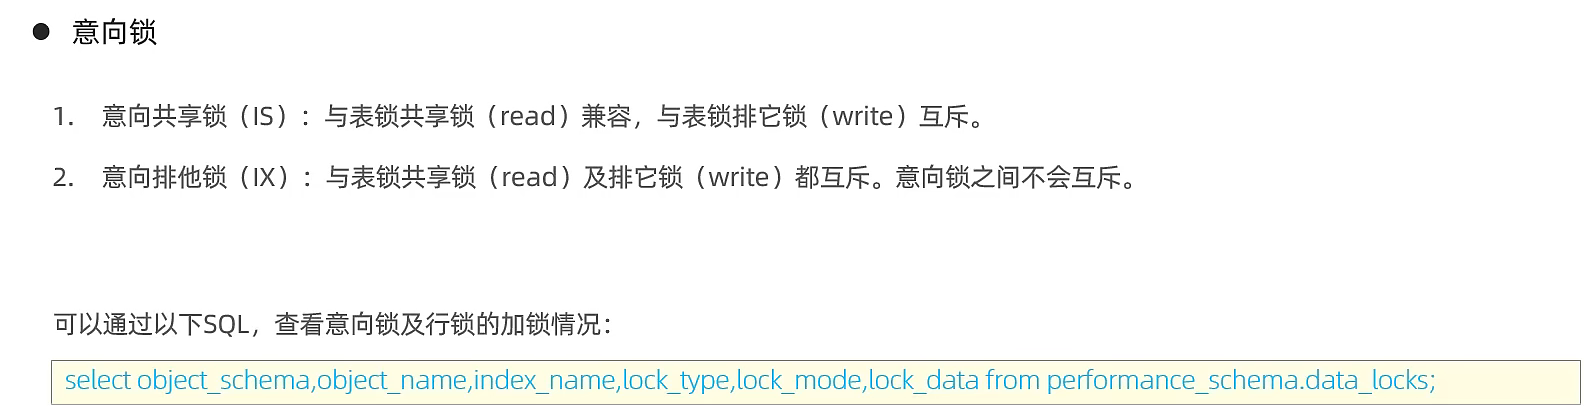 ● 意向锁
1. 意向共享锁（IS）：与表锁共享锁（read）兼容，与表锁排它锁（write）互斥。
2. 意向排他锁（IX）：与表锁共享锁（read）及排它锁（write）都互斥。意向锁之间不会互斥。
可以通过以下SQL，查看意向锁及行锁的加锁情况：
select object_schema,object_name,index_name,lock_type,lock_mode,lock_data from performance_schema.data_locks;